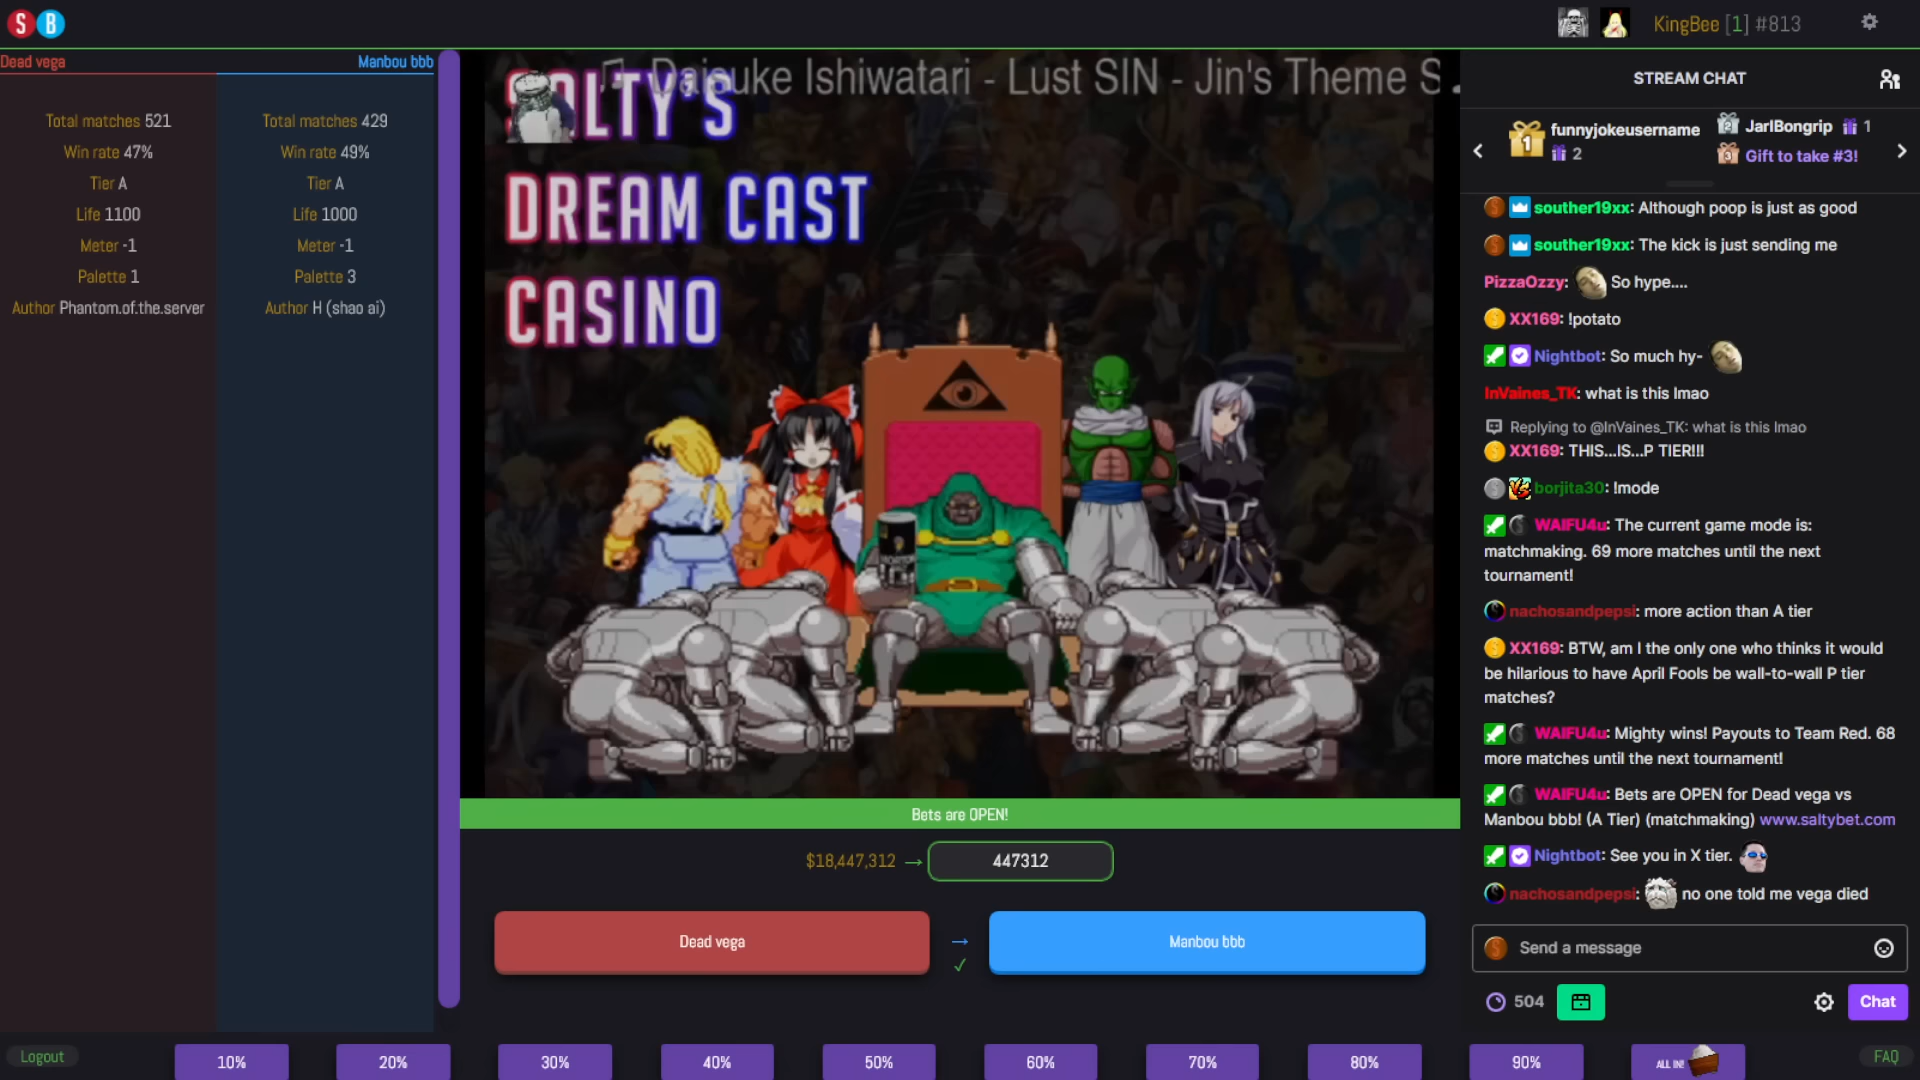 S B
KingBee [1] #813
Dead vega
Manbou bbb
Total matches 521
Win rate 47%
Tier A
Life 1100
Meter -1
Palette 1
Author Phantom.of.the.server
Total matches 429
Win rate 49%
Tier A
Life 1000
Meter -1
Palette 3
Author H (shao ai)
♫ Daisuke Ishiwatari - Lust SIN - Jin's Theme S
SALTY'S
DREAM CAST
CASINO
Bets are OPEN!
$18,447,312 → 447312
Dead vega
→
✓
Manbou bbb
Logout
10%
20%
30%
40%
50%
60%
70%
80%
90%
ALL IN!
FAQ
STREAM CHAT
1 funnyjokeusername
2
2 JarlBongrip 1
3 Gift to take #3!
souther19xx: Although poop is just as good
souther19xx: The kick is just sending me
PizzaOzzy: So hype....
XX169: !potato
Nightbot: So much hy-
InVaines_TK: what is this lmao
Replying to @InVaines_TK: what is this lmao
XX169: THIS...IS...P TIER!!!
borjita30: !mode
WAIFU4u: The current game mode is:
matchmaking. 69 more matches until the next
tournament!
nachosandpepsi: more action than A tier
XX169: BTW, am I the only one who thinks it would
be hilarious to have April Fools be wall-to-wall P tier
matches?
WAIFU4u: Mighty wins! Payouts to Team Red. 68
more matches until the next tournament!
WAIFU4u: Bets are OPEN for Dead vega vs
Manbou bbb! (A Tier) (matchmaking) www.saltybet.com
Nightbot: See you in X tier.
nachosandpepsi: no one told me vega died
Send a message
504
Chat